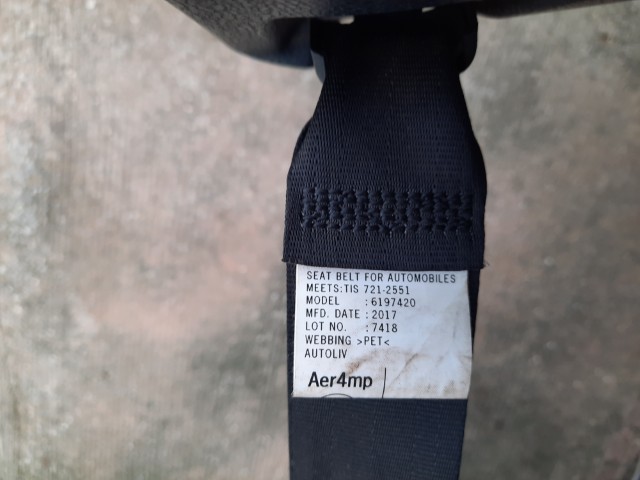 SEAT BELT FOR AUTOMOBILES
MEETS:TIS 721-2551
MODEL : 6197420
MFD. DATE : 2017
LOT NO. : 7418
WEBBING >PET<
AUTOLIV
Aer4mp